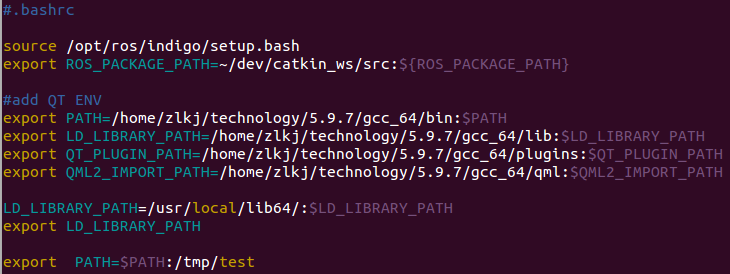 #.bashrc
source /opt/ros/indigo/setup.bash
export ROS_PACKAGE_PATH=~/dev/catkin_ws/src:${ROS_PACKAGE_PATH}
#add QT ENV
export PATH=/home/zlkj/technology/5.9.7/gcc_64/bin:$PATH
export LD_LIBRARY_PATH=/home/zlkj/technology/5.9.7/gcc_64/lib:$LD_LIBRARY_PATH
export QT_PLUGIN_PATH=/home/zlkj/technology/5.9.7/gcc_64/plugins:$QT_PLUGIN_PATH
export QML2_IMPORT_PATH=/home/zlkj/technology/5.9.7/gcc_64/qml:$QML2_IMPORT_PATH
LD_LIBRARY_PATH=/usr/local/lib64/:$LD_LIBRARY_PATH
export LD_LIBRARY_PATH
export  PATH=$PATH:/tmp/test